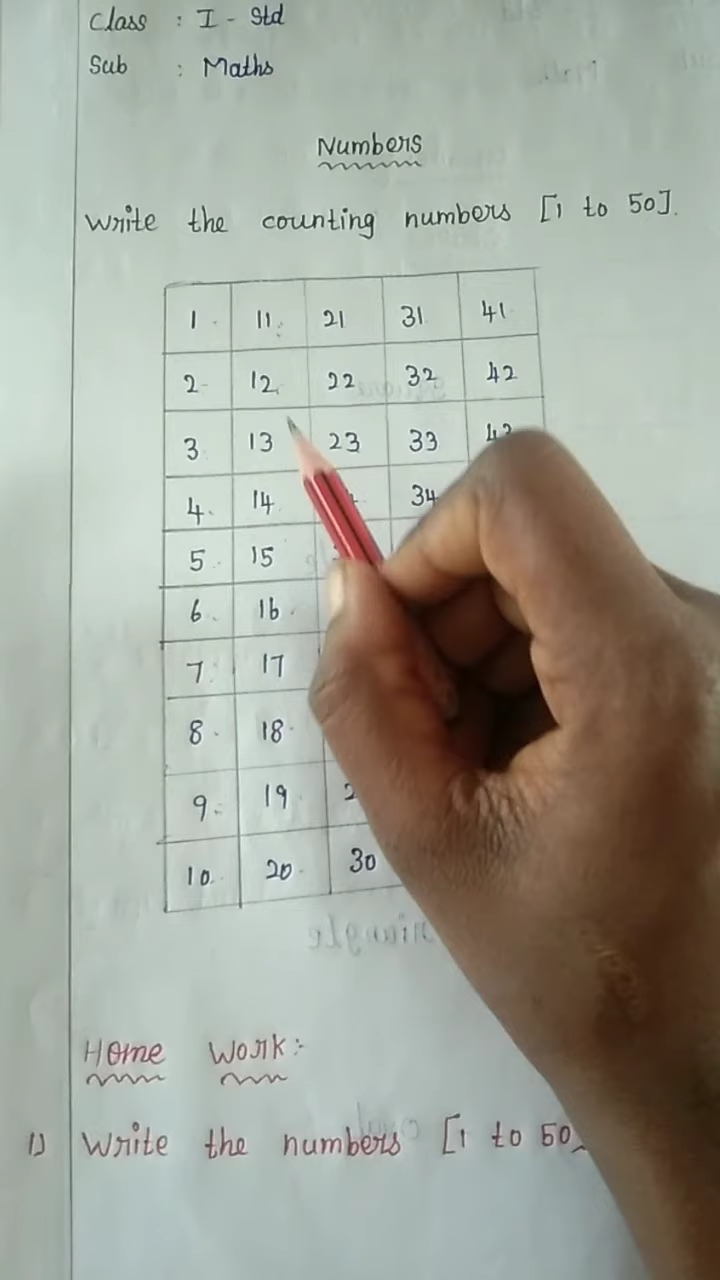 Class : I - Std
Sub : Maths
Numbers
Write the counting numbers [1 to 50].
1 11 21 31 41
2 12 22 32 42
3 13 23 33
4 14 34
5 15
6 16
7 17
8 18
9 19
10 20 30
Home Work:-
1) Write the numbers [1 to 50